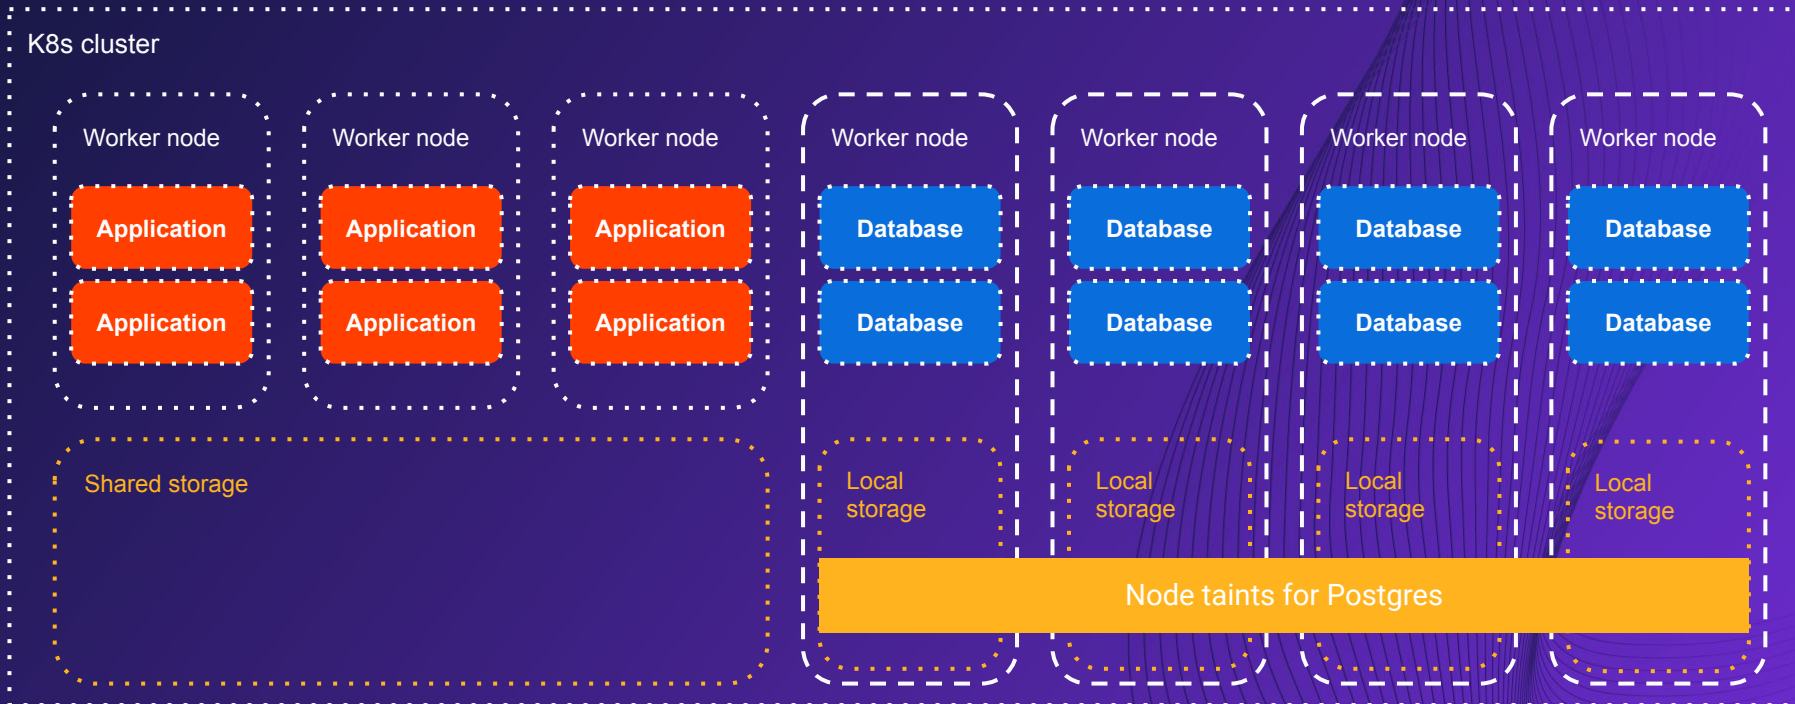 K8s cluster
Worker node
Worker node
Worker node
Worker node
Worker node
Worker node
Worker node
Application
Application
Application
Database
Database
Database
Database
Application
Application
Application
Database
Database
Database
Database
Shared storage
Local
storage
Local
storage
Local
storage
Local
storage
Node taints for Postgres